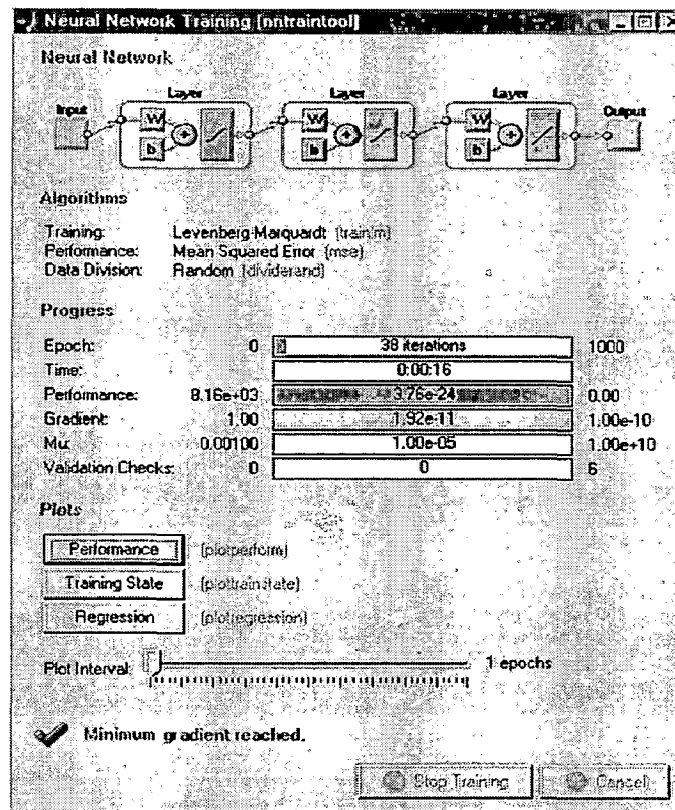 Neural Network Training [nntraintool]
Neural Network
Layer Layer Layer
Input Output
W W W
b b b
Algorithms
Training: Levenberg-Marquardt (trainlm)
Performance: Mean Squared Error (mse)
Data Division: Random (dividerand)
Progress
Epoch: 0 38 iterations 1000
Time: 0:00:16
Performance: 8.16e+03 3.76e-24 0.00
Gradient: 1.00 1.92e-11 1.00e-10
Mu: 0.00100 1.00e-05 1.00e+10
Validation Checks: 0 0 6
Plots
Performance (plotperform)
Training State (plottrainstate)
Regression (plotregression)
Plot Interval: 1 epochs
Minimum gradient reached.
Stop Training Cancel